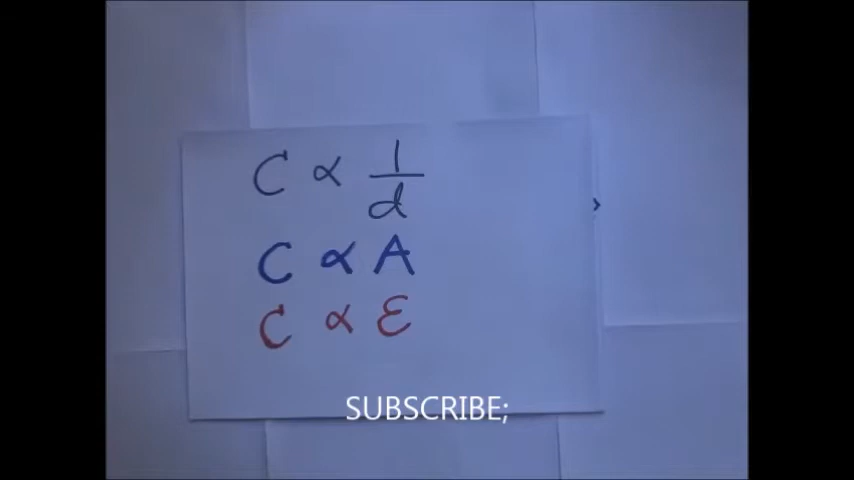 C ∝ 1/d
C ∝ A
C ∝ ε
SUBSCRIBE;